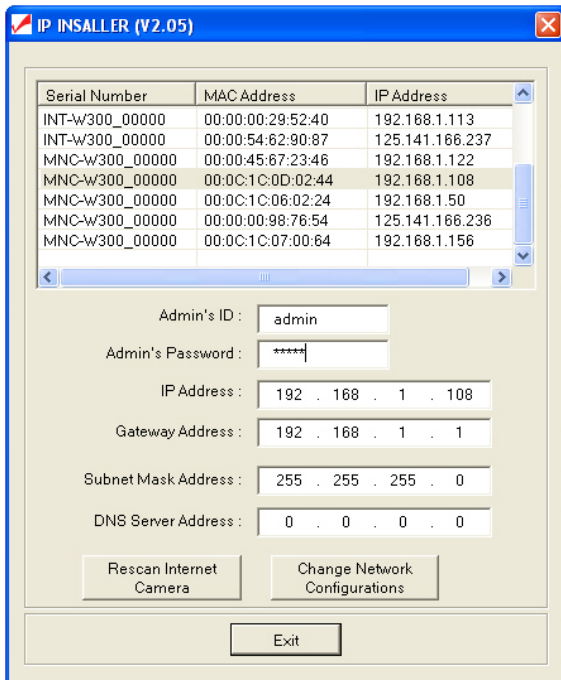 IP INSALLER (V2.05)
Serial Number MAC Address IP Address
INT-W300_00000 00:00:00:29:52:40 192.168.1.113
INT-W300_00000 00:00:54:62:90:87 125.141.166.237
MNC-W300_00000 00:00:45:67:23:46 192.168.1.122
MNC-W300_00000 00:0C:1C:0D:02:44 192.168.1.108
MNC-W300_00000 00:0C:1C:06:02:24 192.168.1.50
MNC-W300_00000 00:00:00:98:76:54 125.141.166.236
MNC-W300_00000 00:0C:1C:07:00:64 192.168.1.156
Admin's ID : admin
Admin's Password : *****
IP Address : 192 . 168 . 1 . 108
Gateway Address : 192 . 168 . 1 . 1
Subnet Mask Address : 255 . 255 . 255 . 0
DNS Server Address : 0 . 0 . 0 . 0
Rescan Internet
Camera
Change Network
Configurations
Exit